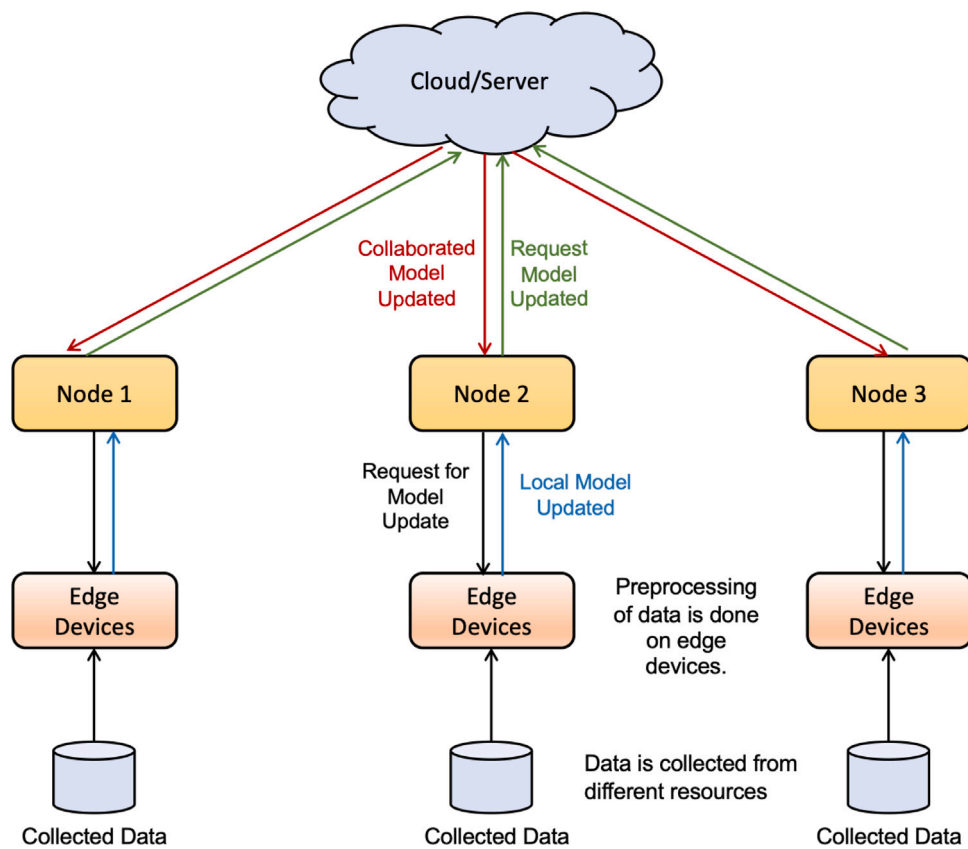 Cloud/Server
Collaborated
Model
Updated
Request
Model
Updated
Node 1
Node 2
Node 3
Request for
Model
Update
Local Model
Updated
Edge
Devices
Edge
Devices
Preprocessing
of data is done
on edge
devices.
Edge
Devices
Data is collected from
different resources
Collected Data
Collected Data
Collected Data